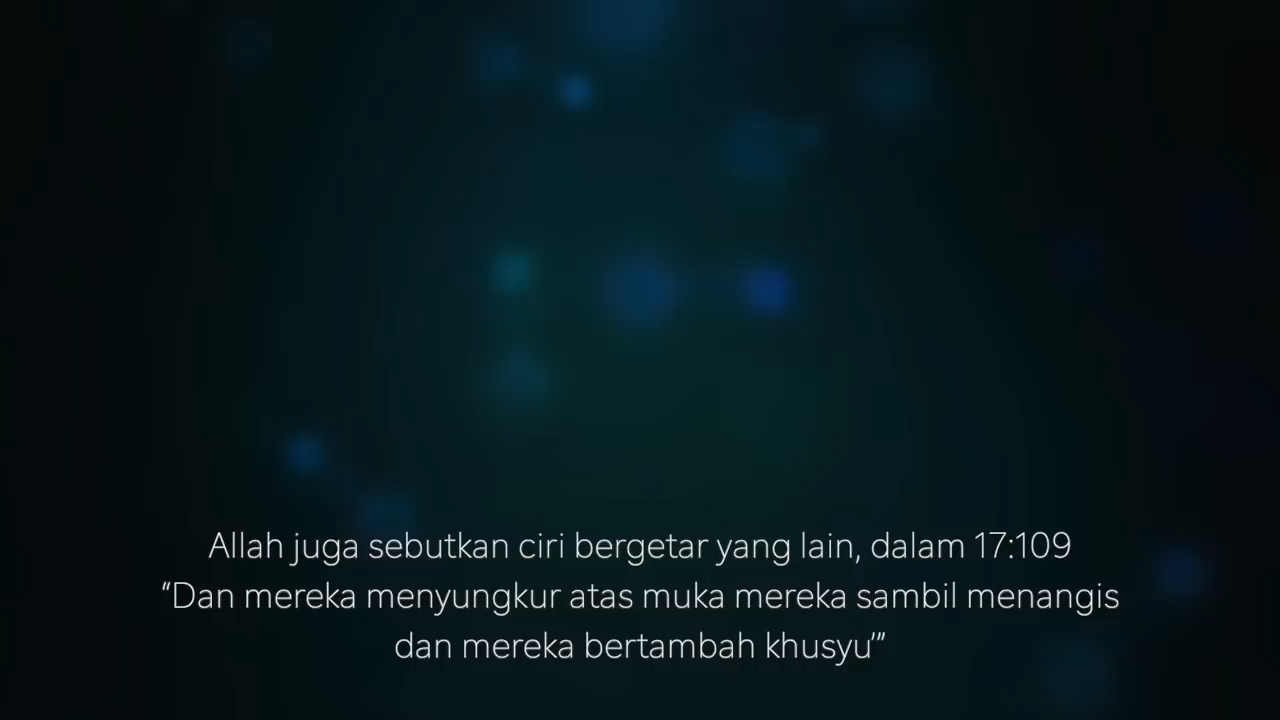 Allah juga sebutkan ciri bergetar yang lain, dalam 17:109
“Dan mereka menyungkur atas muka mereka sambil menangis
dan mereka bertambah khusyu’”